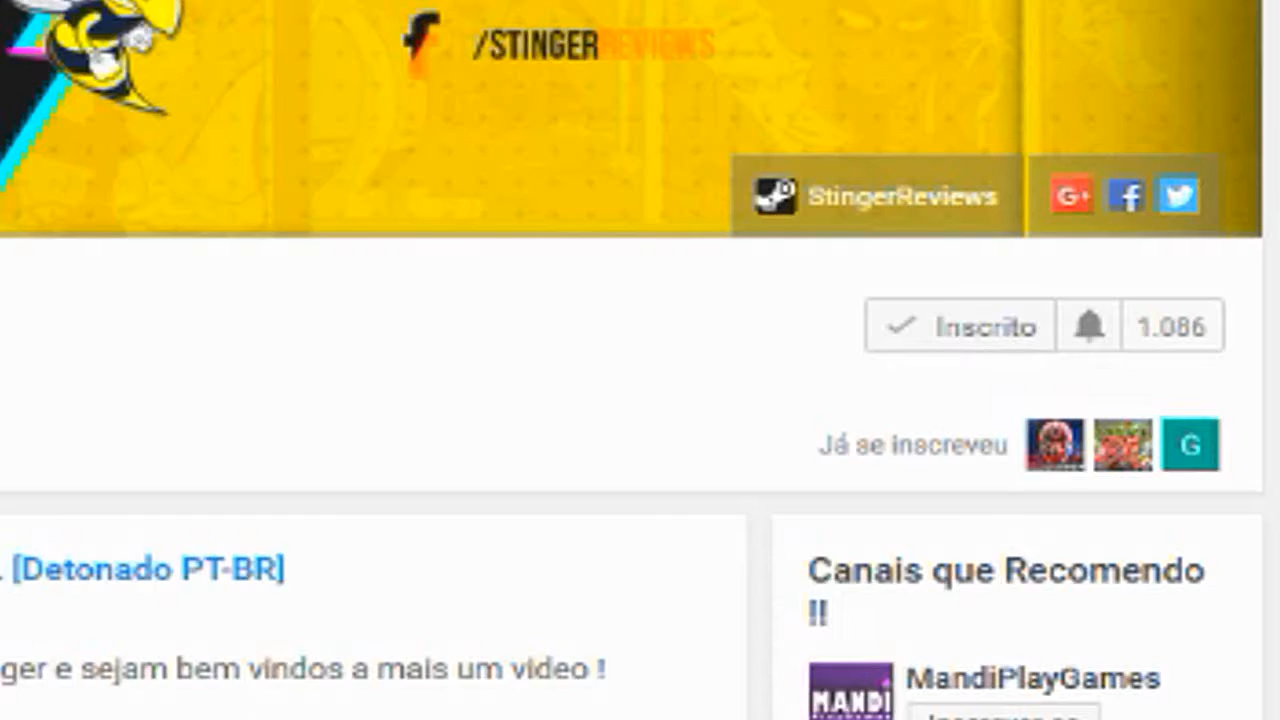 /STINGERREVIEWS
StingerReviews
G+
Inscrito
1.086
Já se inscreveu
G
. [Detonado PT-BR]
ger e sejam bem vindos a mais um video !
Canais que Recomendo
!!
MANDI
MandiPlayGames